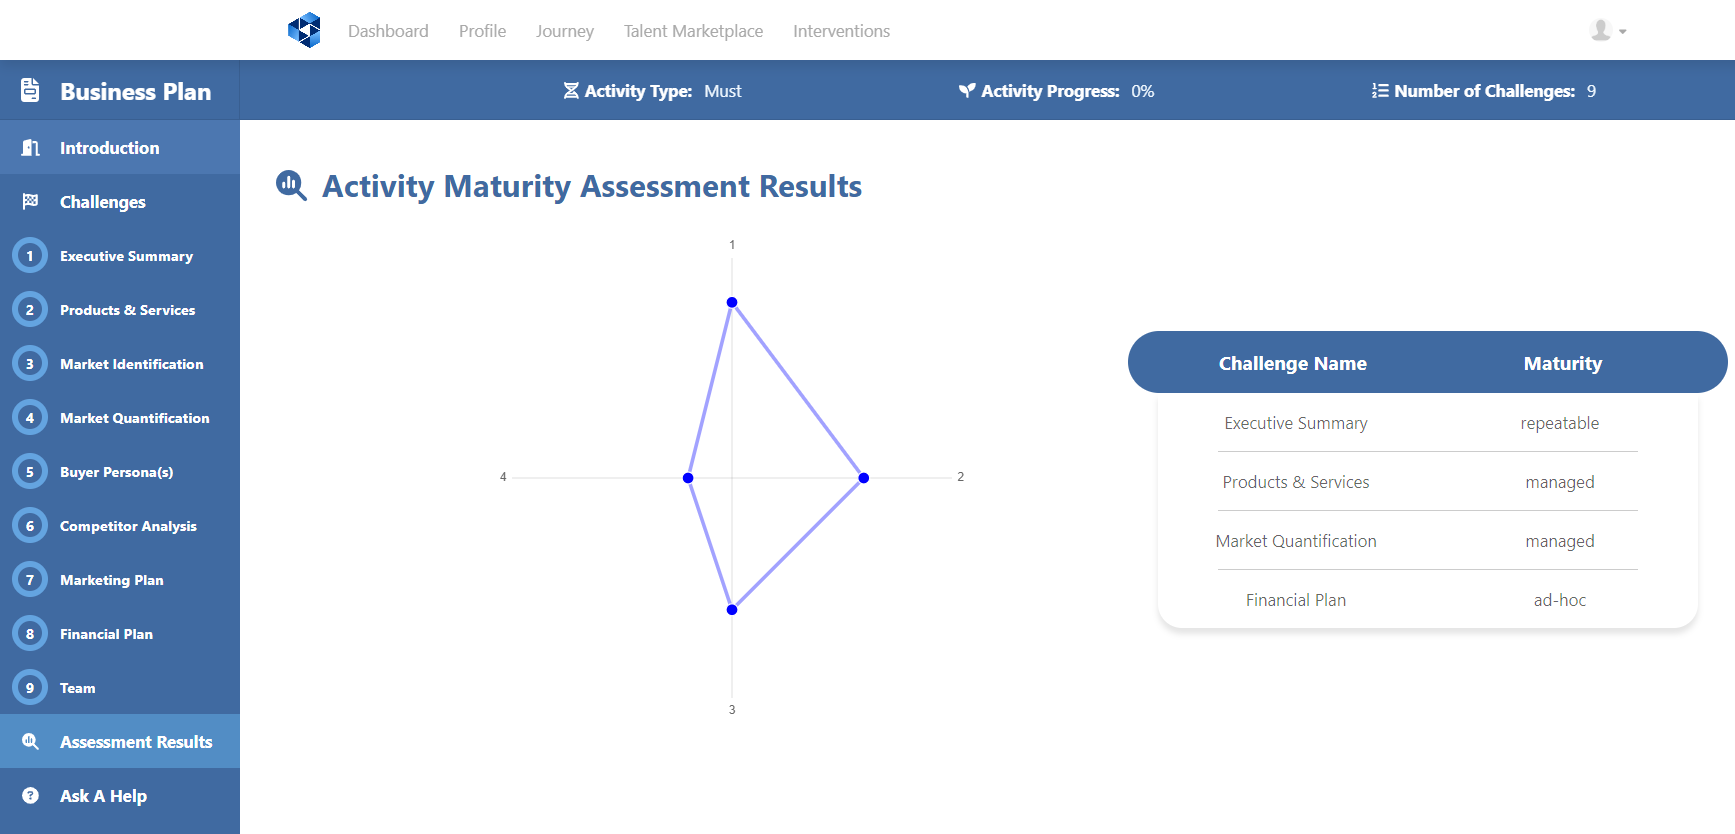 Dashboard Profile Journey Talent Marketplace Interventions
Business Plan
Activity Type: Must
Activity Progress: 0%
Number of Challenges: 9
Introduction
Challenges
1 Executive Summary
2 Products & Services
3 Market Identification
4 Market Quantification
5 Buyer Persona(s)
6 Competitor Analysis
7 Marketing Plan
8 Financial Plan
9 Team
Assessment Results
? Ask A Help
Activity Maturity Assessment Results
1
4
2
3
Challenge Name Maturity
Executive Summary repeatable
Products & Services managed
Market Quantification managed
Financial Plan ad-hoc